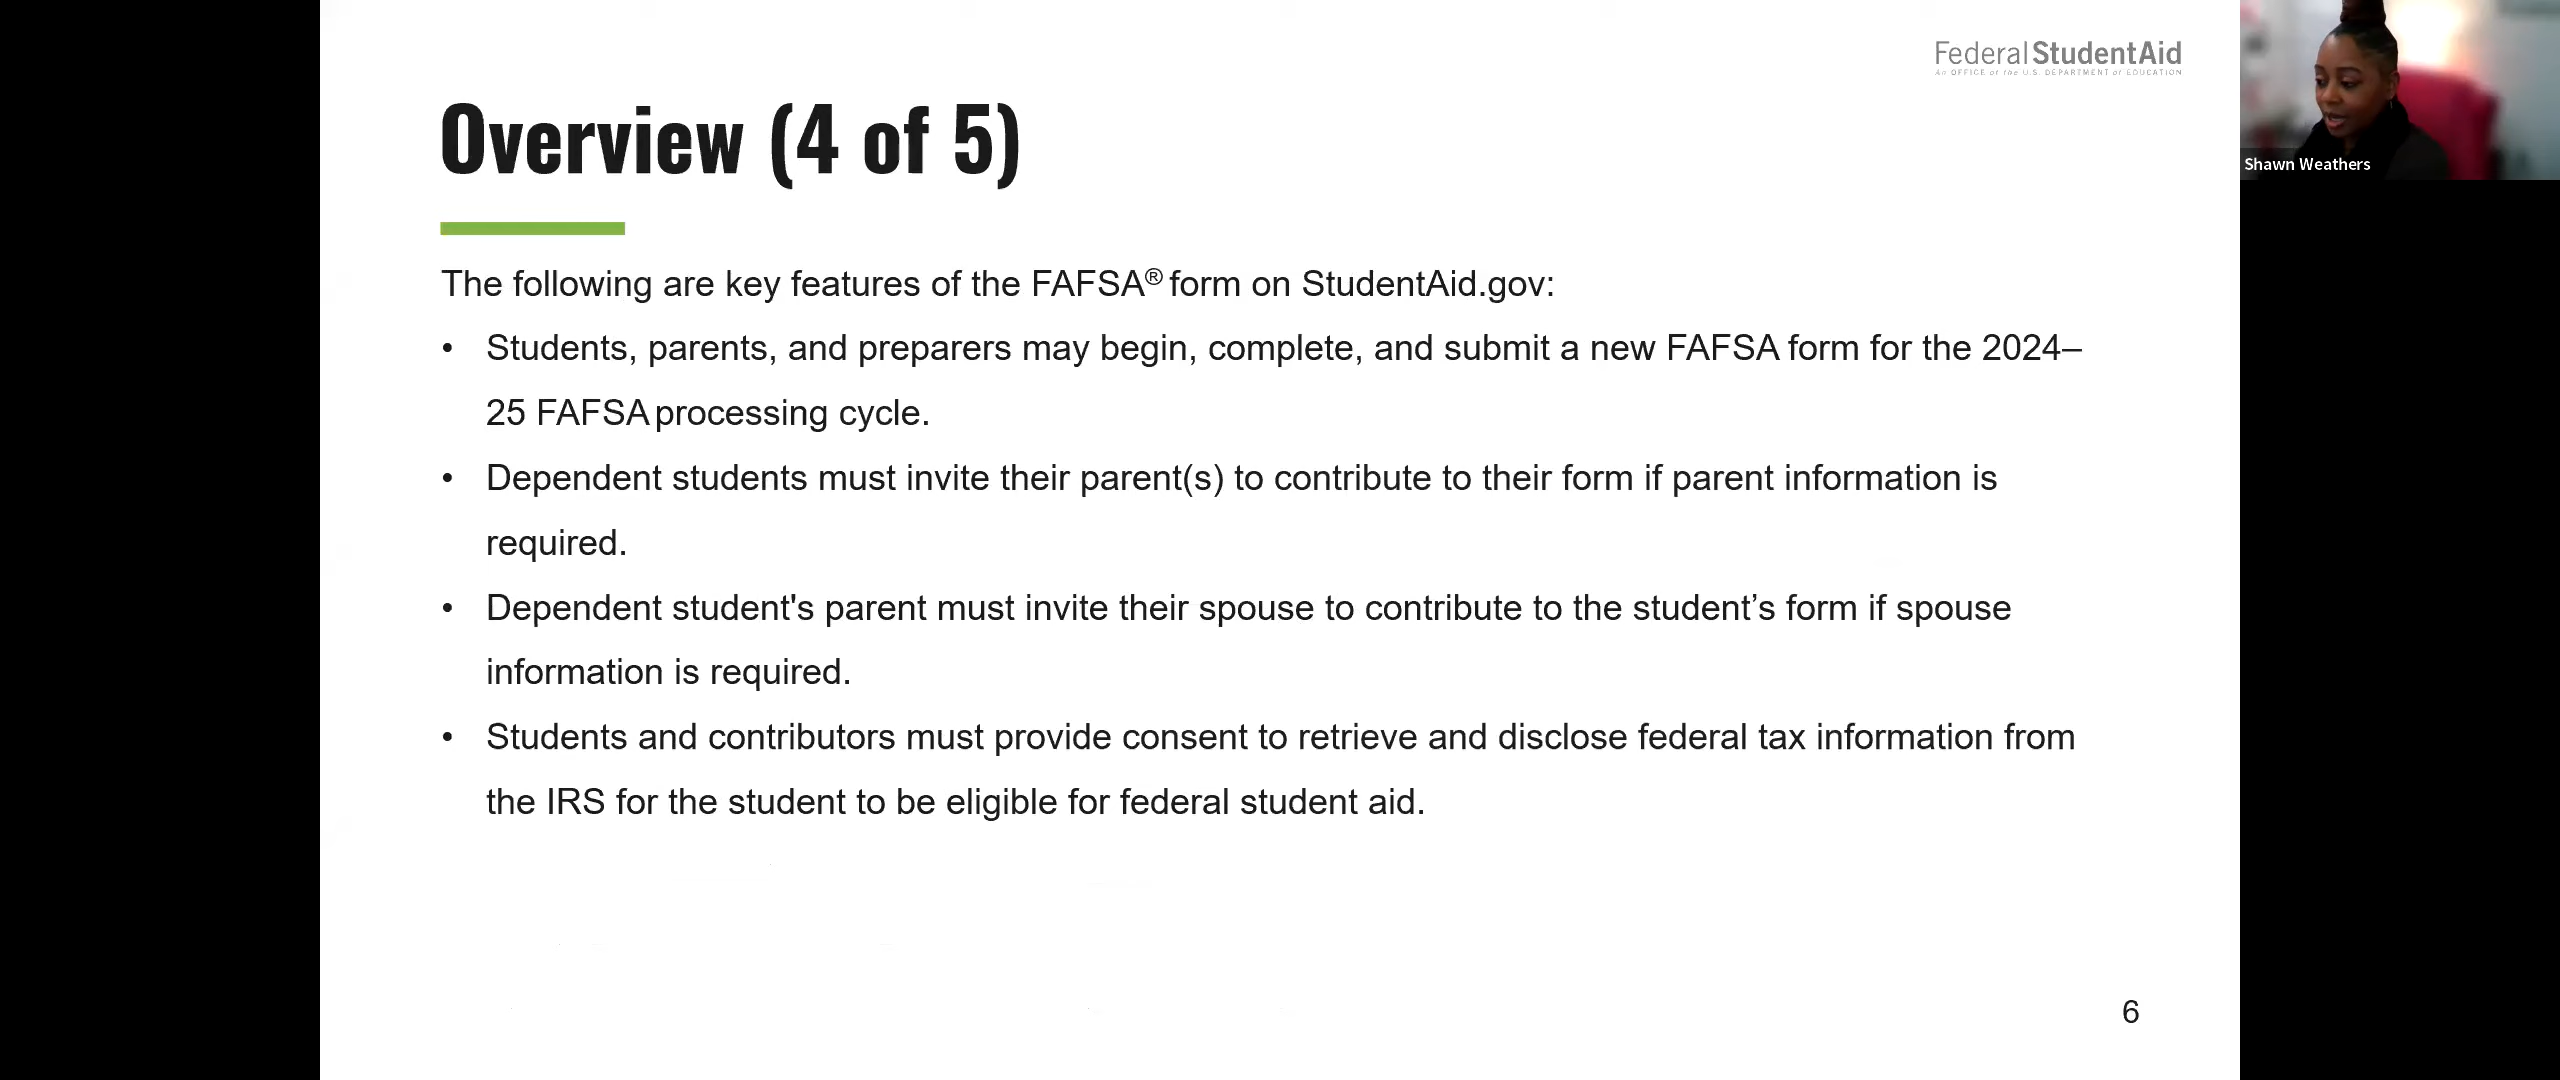 Federal StudentAid
An OFFICE of the U.S. DEPARTMENT of EDUCATION
Shawn Weathers
Overview (4 of 5)
The following are key features of the FAFSA® form on StudentAid.gov:
• Students, parents, and preparers may begin, complete, and submit a new FAFSA form for the 2024–
25 FAFSA processing cycle.
• Dependent students must invite their parent(s) to contribute to their form if parent information is
required.
• Dependent student's parent must invite their spouse to contribute to the student’s form if spouse
information is required.
• Students and contributors must provide consent to retrieve and disclose federal tax information from
the IRS for the student to be eligible for federal student aid.
6